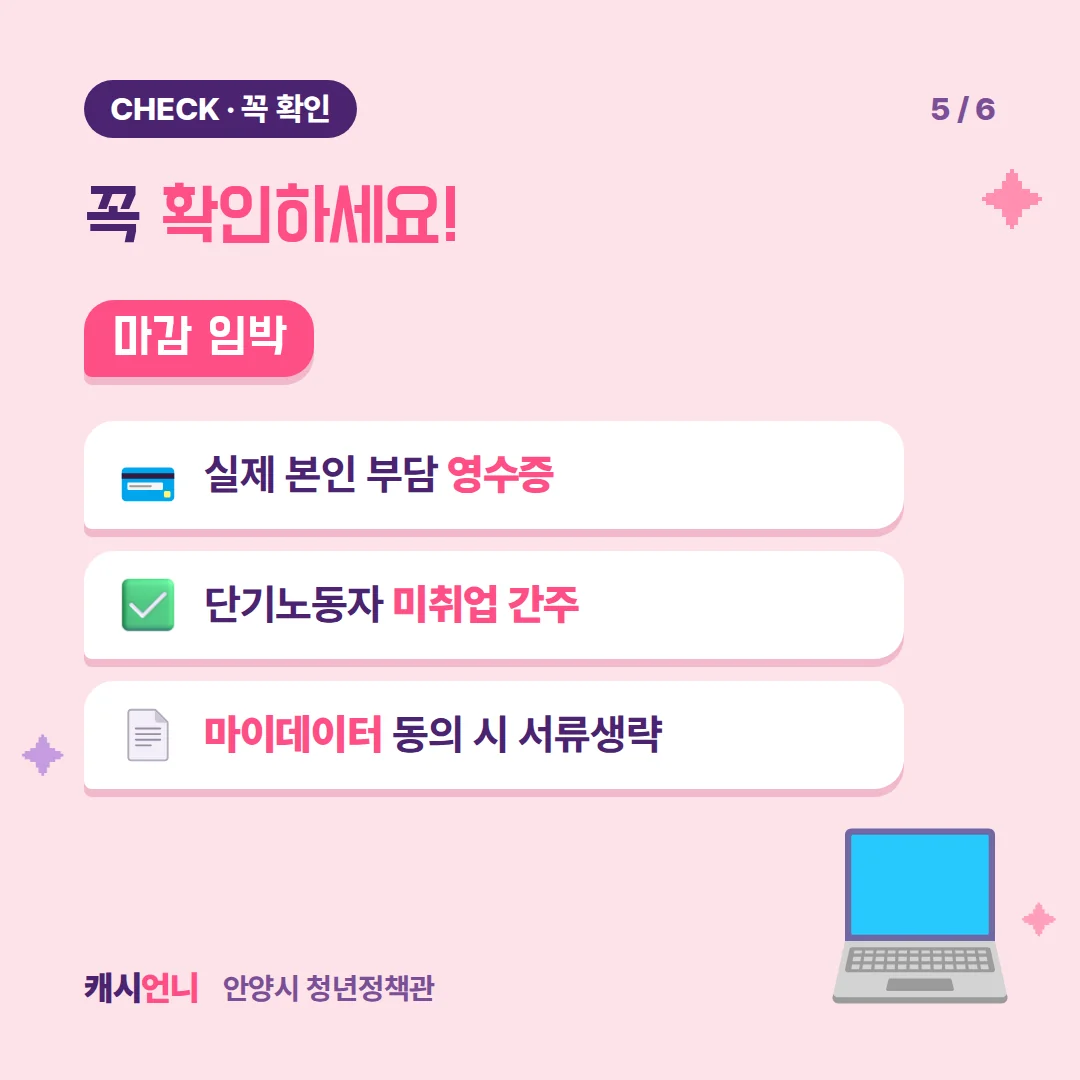 CHECK · 꼭 확인
5 / 6
꼭 확인하세요!
마감 임박
실제 본인 부담 영수증
단기노동자 미취업 간주
마이데이터 동의 시 서류생략
캐시언니 안양시 청년정책관